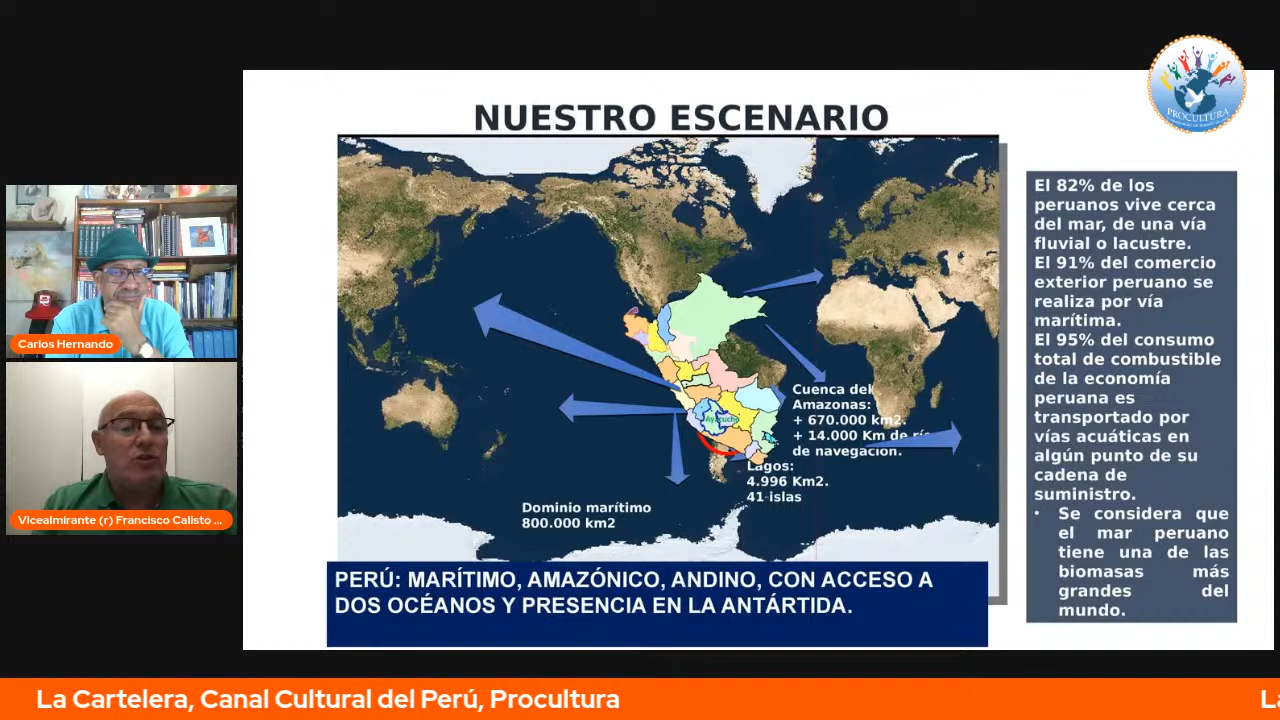 NUESTRO ESCENARIO
PROCULTURA
El 82% de los
peruanos vive cerca
del mar, de una vía
fluvial o lacustre.
El 91% del comercio
exterior peruano se
realiza por vía
marítima.
El 95% del consumo
total de combustible
de la economía
peruana es
transportado por
vías acuáticas en
algún punto de su
cadena de
suministro.
• Se considera que
el mar peruano
tiene una de las
biomasas más
grandes del
mundo.
Ayacucho
Cuenca del
Amazonas:
+ 670.000 km2.
+ 14.000 Km de
de navegación.
Lagos:
4.996 Km2.
41 islas
Dominio marítimo
800.000 km2
PERÚ: MARÍTIMO, AMAZÓNICO, ANDINO, CON ACCESO A
DOS OCÉANOS Y PRESENCIA EN LA ANTÁRTIDA.
Carlos Hernando
Vicealmirante (r) Francisco Calisto ...
La Cartelera, Canal Cultural del Perú, Procultura
La